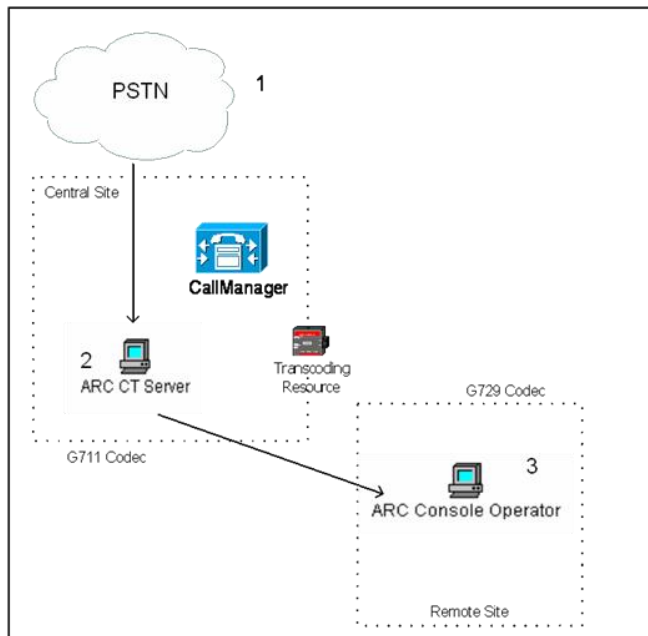 PSTN
1
Central Site
CallManager
2
ARC CT Server
Transcoding
Resource
G711 Codec
G729 Codec
3
ARC Console Operator
Remote Site